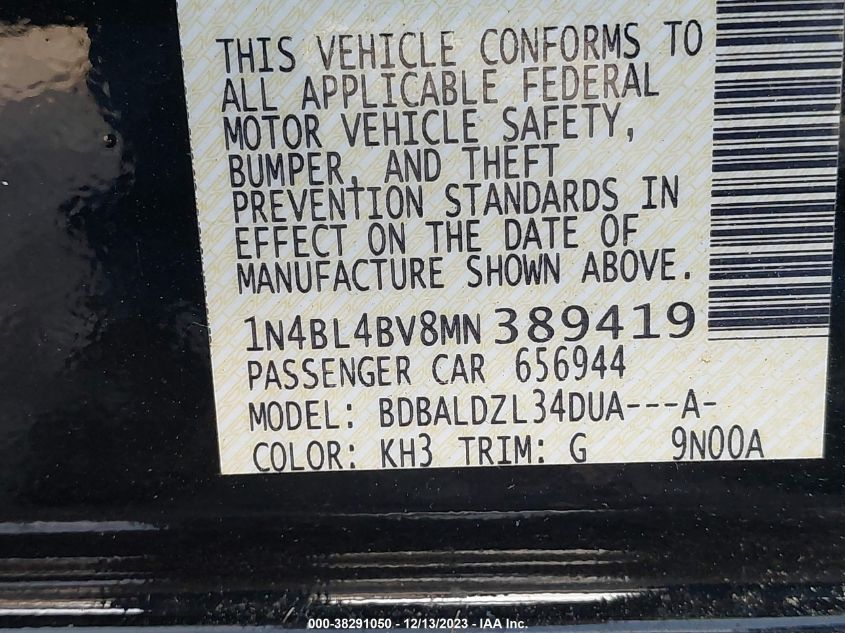 THIS VEHICLE CONFORMS TO
ALL APPLICABLE FEDERAL
MOTOR VEHICLE SAFETY,
BUMPER, AND THEFT
PREVENTION STANDARDS IN
EFFECT ON THE DATE OF
MANUFACTURE SHOWN ABOVE.
1N4BL4BV8MN 389419
PASSENGER CAR 656944
MODEL: BDBALDZL34DUA---A-
COLOR: KH3 TRIM: G 9N00A
000-38291050 - 12/13/2023 - IAA Inc.